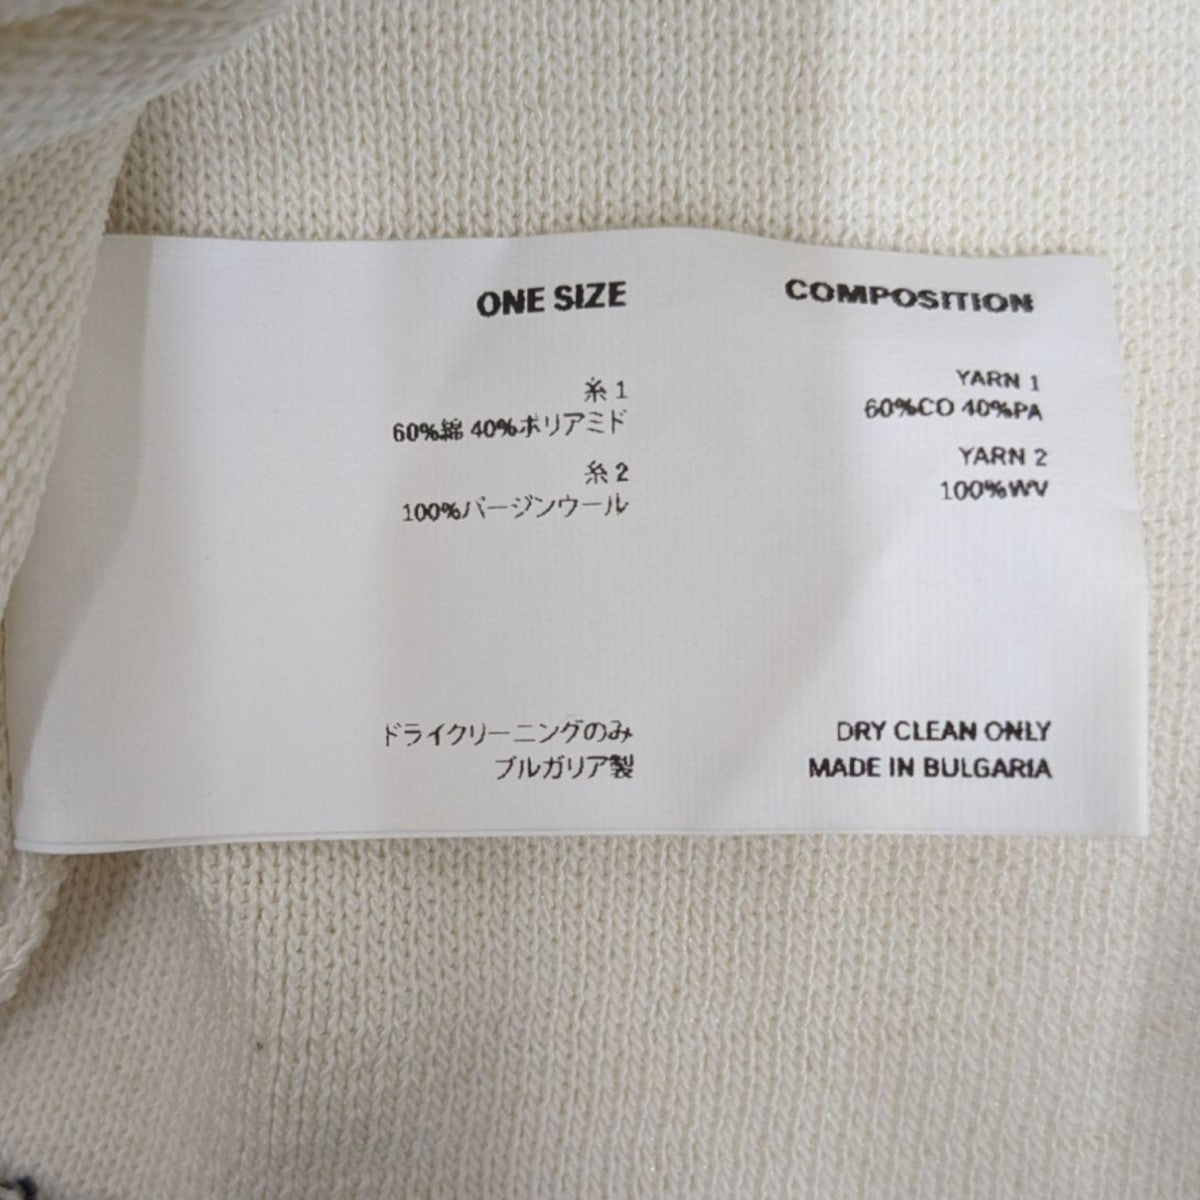 ONE SIZE
糸 1
60%綿 40%ポリアミド
糸 2
100%バージンウール
ドライクリーニングのみ
ブルガリア製
COMPOSITION
YARN 1
60%CO 40%PA
YARN 2
100%WV
DRY CLEAN ONLY
MADE IN BULGARIA